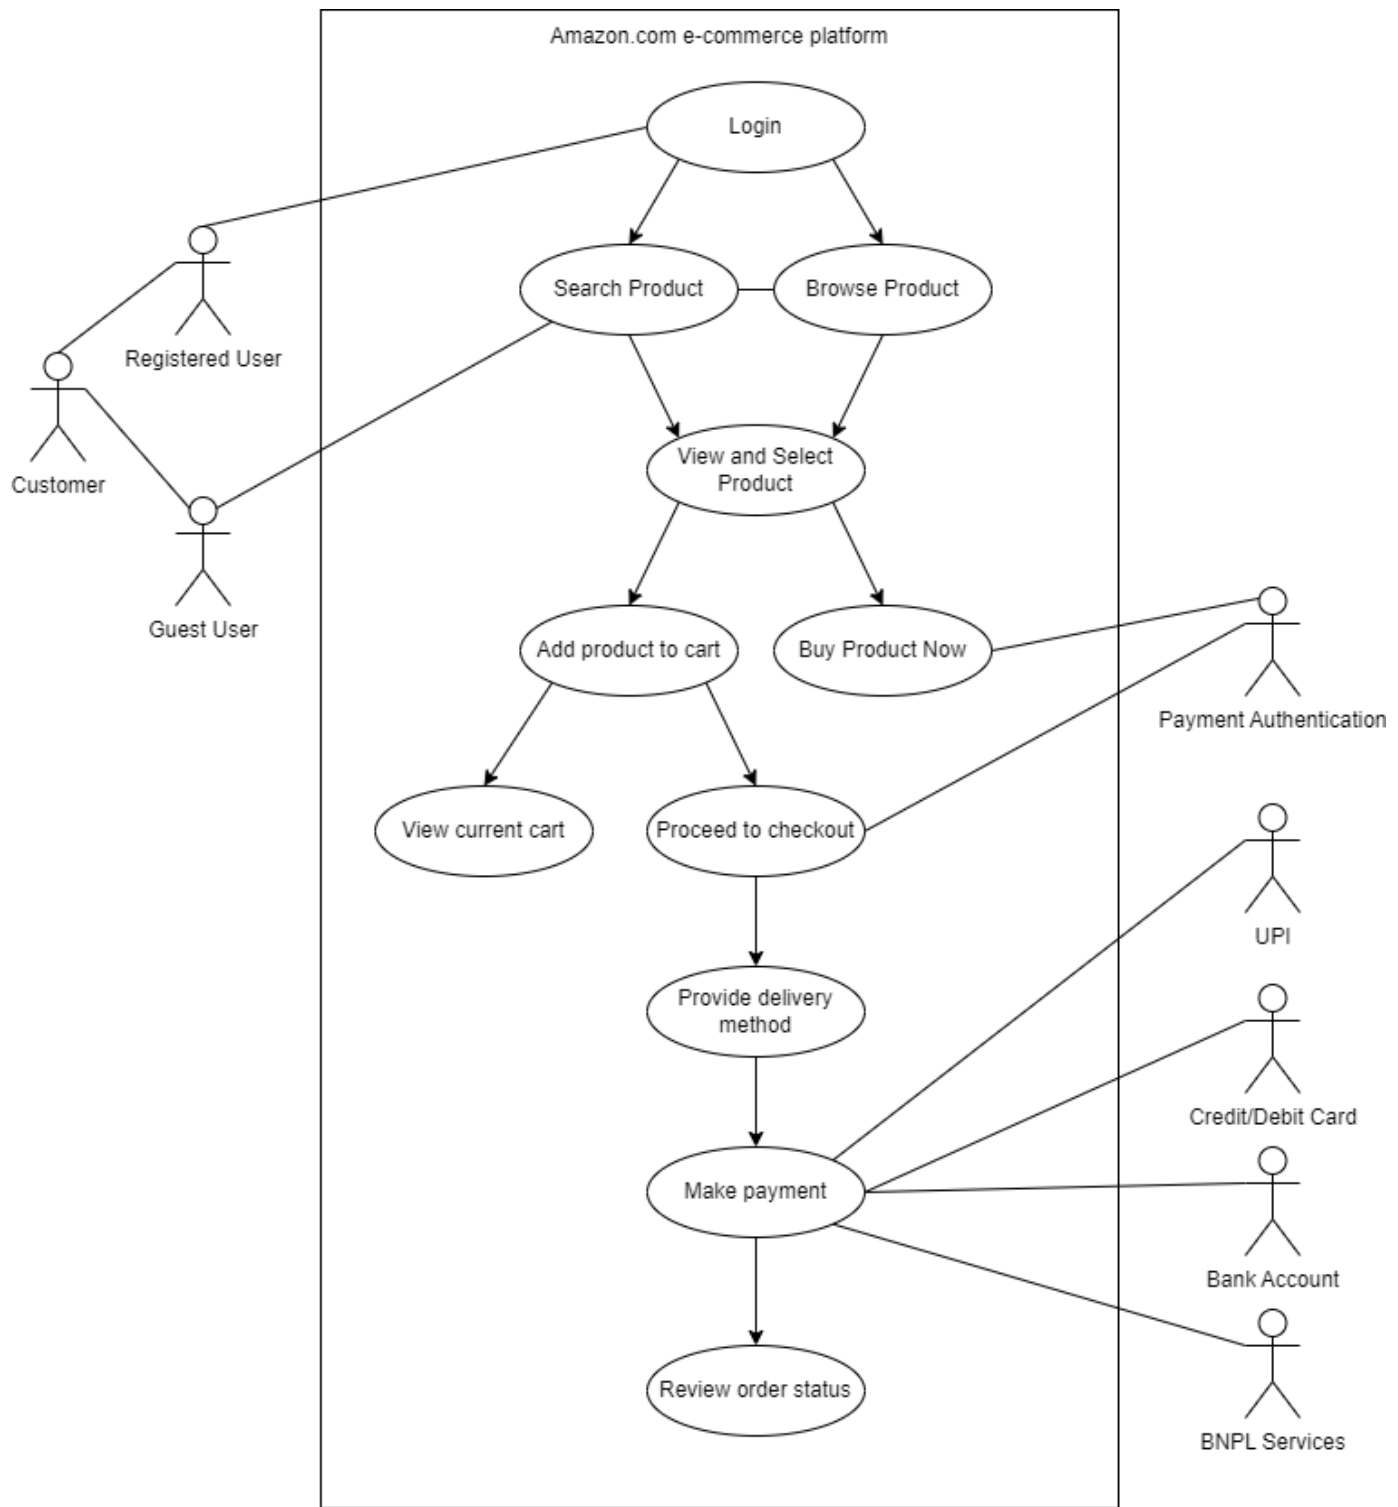 Amazon.com e-commerce platform
Login
Search Product
Browse Product
Registered User
View and Select
Product
Customer
Guest User
Add product to cart
Buy Product Now
Payment Authentication
View current cart
Proceed to checkout
UPI
Provide delivery
method
Credit/Debit Card
Make payment
Bank Account
Review order status
BNPL Services